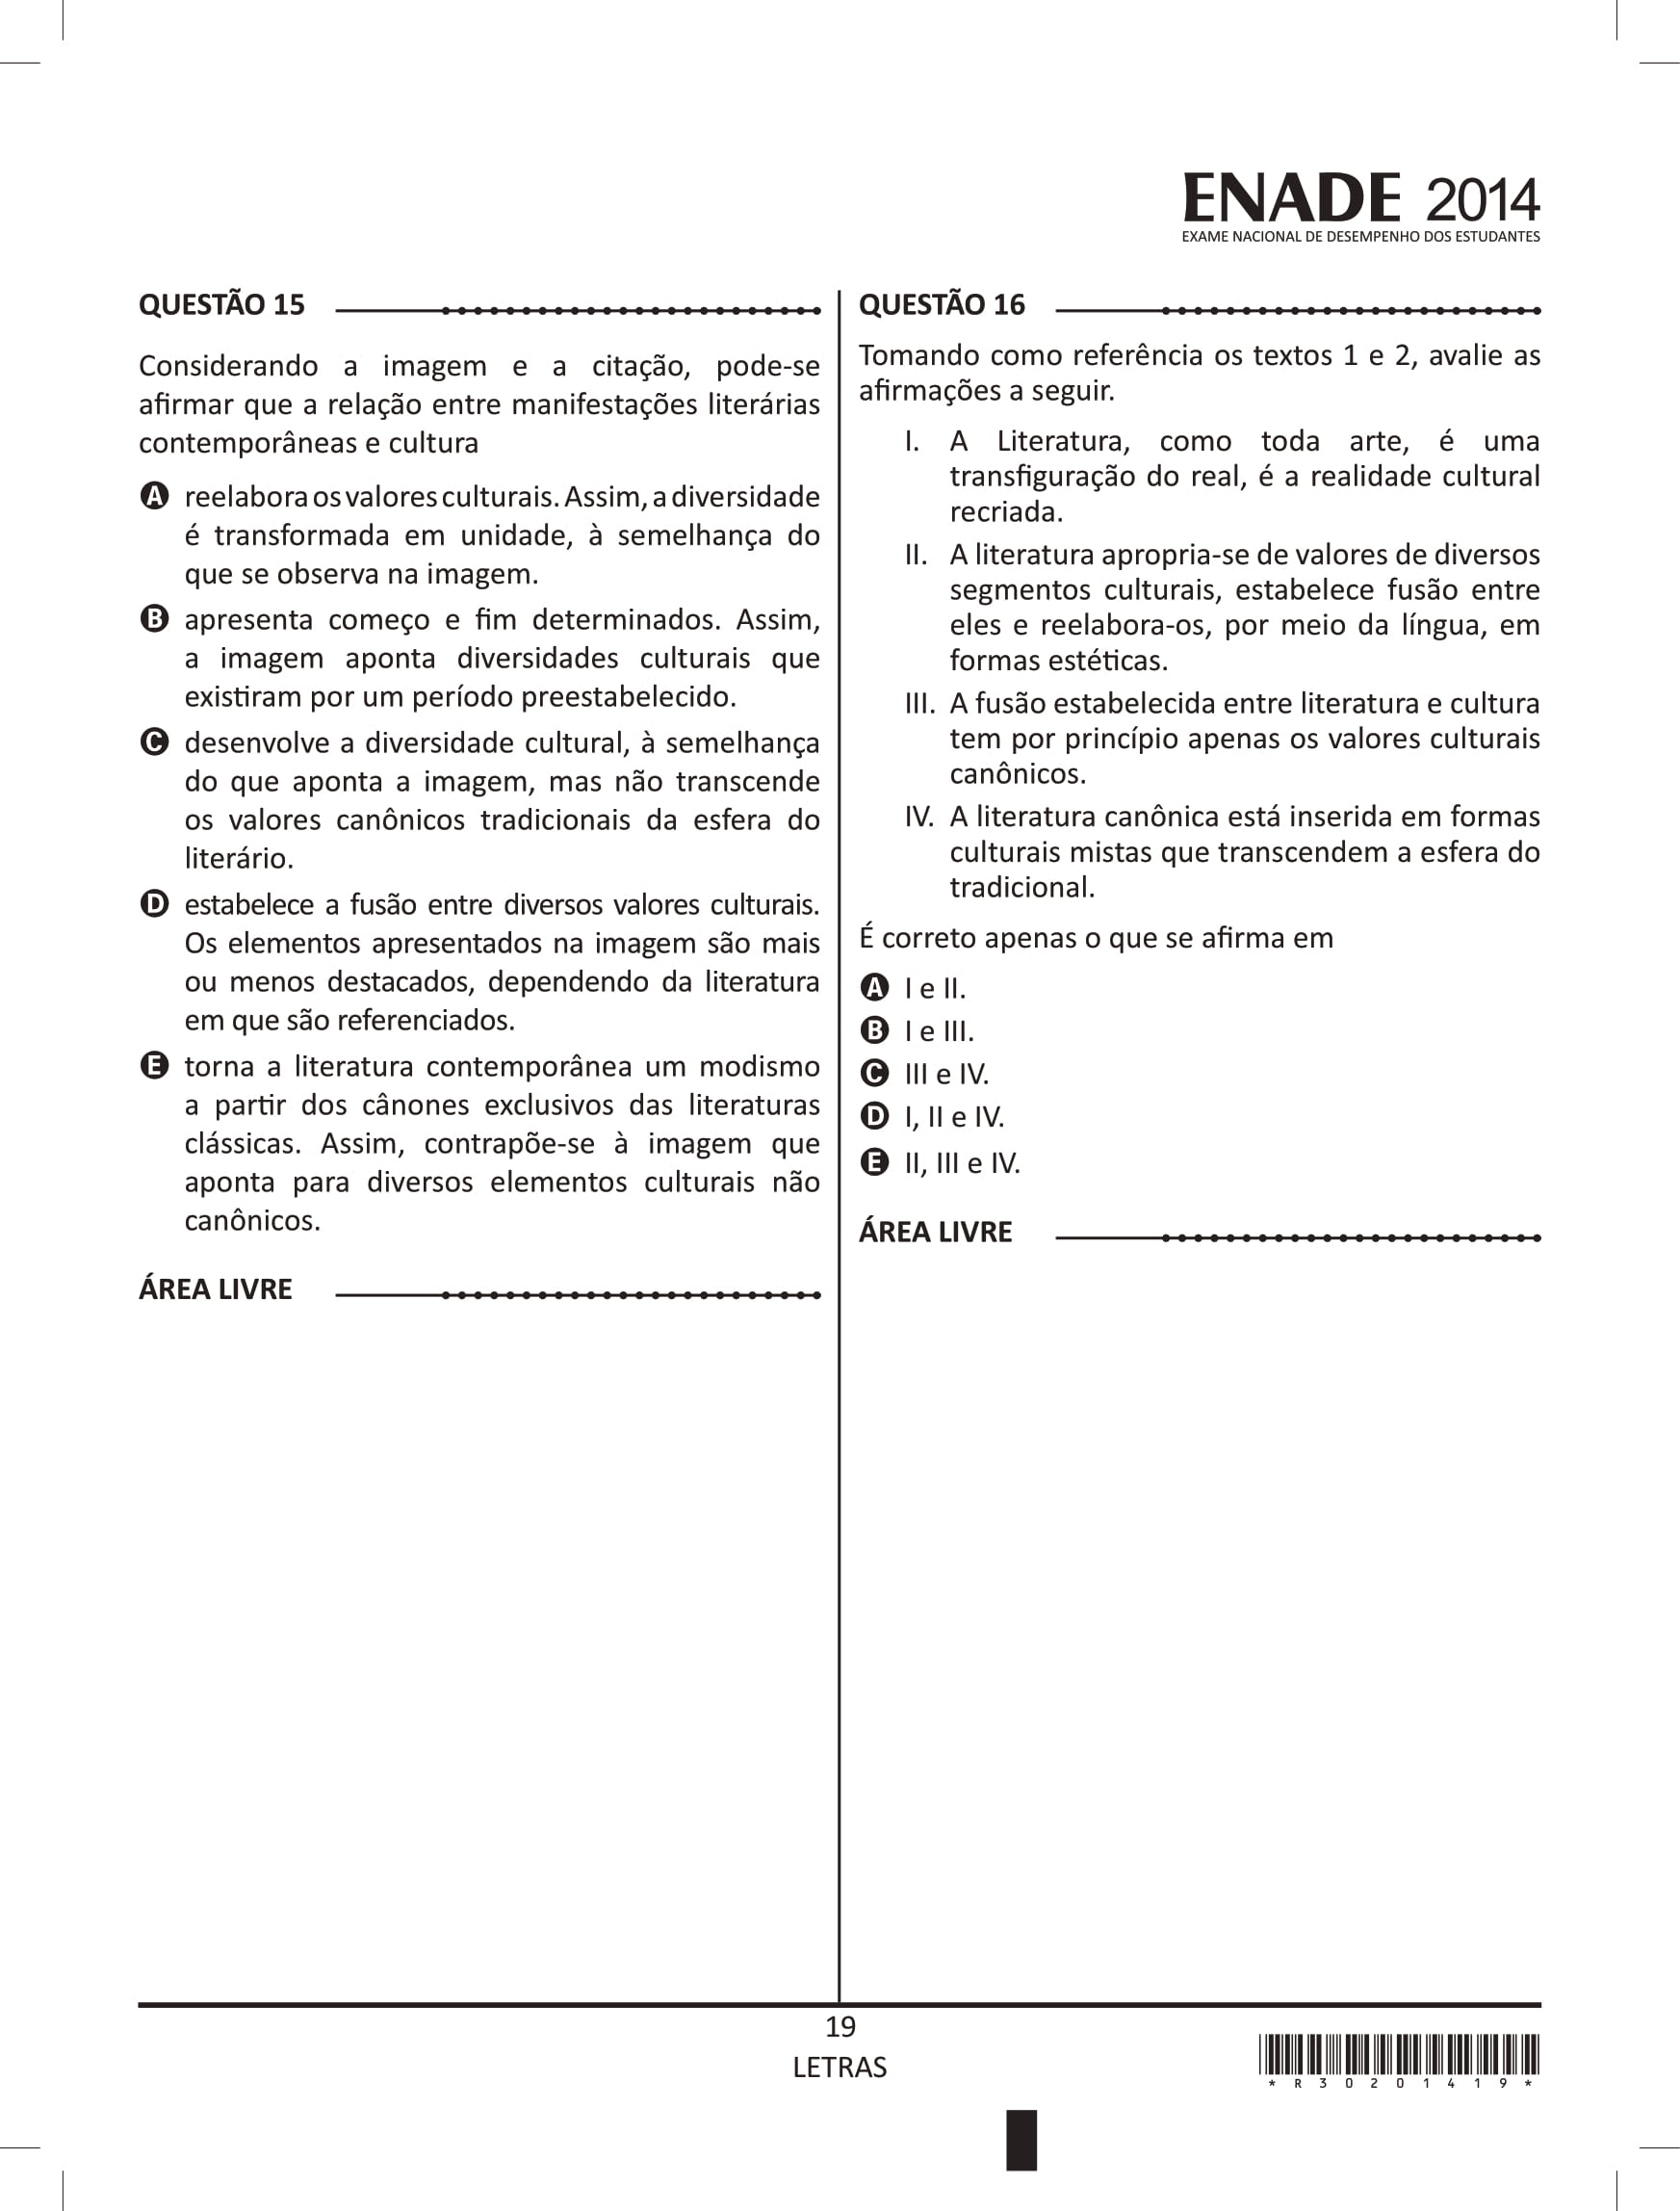 ENADE 2014
EXAME NACIONAL DE DESEMPENHO DOS ESTUDANTES
QUESTÃO 15
Considerando a imagem e a citação, pode-se
afirmar que a relação entre manifestações literárias
contemporâneas e cultura
A reelabora os valores culturais. Assim, a diversidade
é transformada em unidade, à semelhança do
que se observa na imagem.
B apresenta começo e fim determinados. Assim,
a imagem aponta diversidades culturais que
existiram por um período preestabelecido.
C desenvolve a diversidade cultural, à semelhança
do que aponta a imagem, mas não transcende
os valores canônicos tradicionais da esfera do
literário.
D estabelece a fusão entre diversos valores culturais.
Os elementos apresentados na imagem são mais
ou menos destacados, dependendo da literatura
em que são referenciados.
E torna a literatura contemporânea um modismo
a partir dos cânones exclusivos das literaturas
clássicas. Assim, contrapõe-se à imagem que
aponta para diversos elementos culturais não
canônicos.
ÁREA LIVRE
QUESTÃO 16
Tomando como referência os textos 1 e 2, avalie as
afirmações a seguir.
I. A Literatura, como toda arte, é uma
transfiguração do real, é a realidade cultural
recriada.
II. A literatura apropria-se de valores de diversos
segmentos culturais, estabelece fusão entre
eles e reelabora-os, por meio da língua, em
formas estéticas.
III. A fusão estabelecida entre literatura e cultura
tem por princípio apenas os valores culturais
canônicos.
IV. A literatura canônica está inserida em formas
culturais mistas que transcendem a esfera do
tradicional.
É correto apenas o que se afirma em
A I e II.
B I e III.
C III e IV.
D I, II e IV.
E II, III e IV.
ÁREA LIVRE
19
LETRAS
*R30201419*